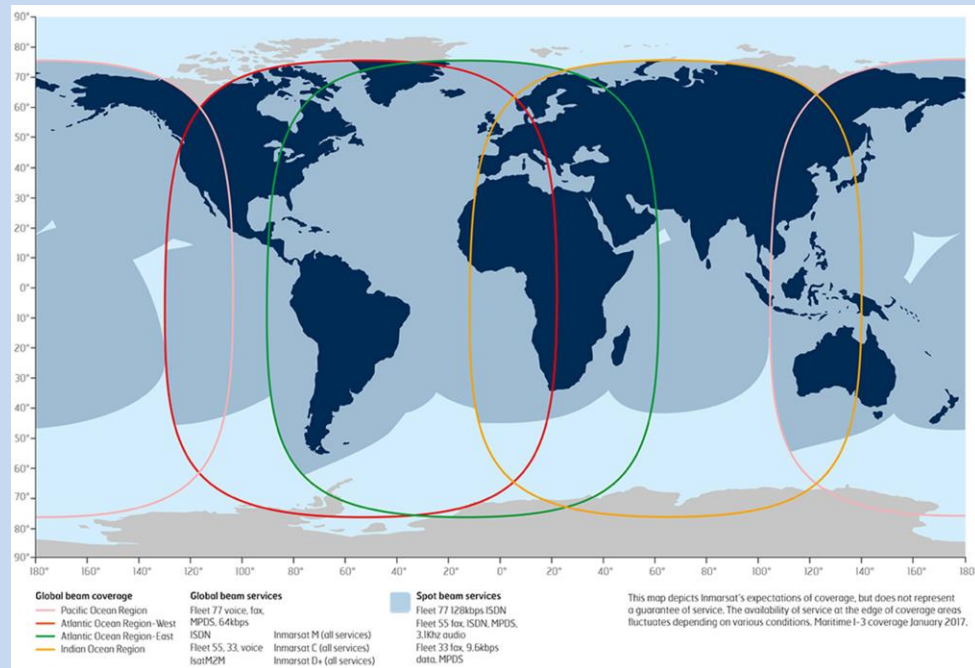 90°
80°
70°
60°
50°
40°
30°
20°
10°
0°
10°
20°
30°
40°
50°
60°
70°
80°
90°
180° 160° 140° 120° 100° 80° 60° 40° 20° 0° 20° 40° 60° 80° 100° 120° 140° 160° 180
Global beam coverage
Pacific Ocean Region
Atlantic Ocean Region-West
Atlantic Ocean Region-East
Indian Ocean Region
Global beam services
Fleet 77 voice, fax,
MPDS, 64kbps
ISDN
Fleet 55, 33, voice
IsatM2M
Inmarsat M (all services)
Inmarsat C (all services)
Inmarsat D+ (all services)
Spot beam services
Fleet 77 128kbps ISDN
Fleet 55 fax, ISDN, MPDS,
3.1Khz audio
Fleet 33 fax, 9.6kbps
data, MPDS
This map depicts Inmarsat's expectations of coverage, but does not represent
a guarantee of service. The availability of service at the edge of coverage areas
fluctuates depending on various conditions. Maritime I-3 coverage January 2017.